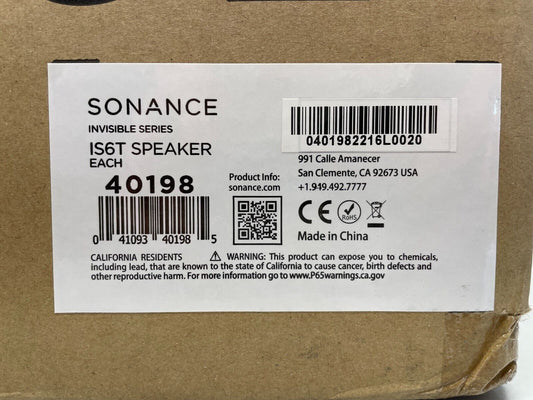 SONANCE
INVISIBLE SERIES
IS6T SPEAKER
EACH
40198
0 41093 40198 5
Product Info:
sonance.com
0401982216L0020
991 Calle Amanecer
San Clemente, CA 92673 USA
+1.949.492.7777
CE RoHS
Made in China
CALIFORNIA RESIDENTS ⚠ WARNING: This product can expose you to chemicals,
including lead, that are known to the state of California to cause cancer, birth defects and
other reproductive harm. For more information go to www.P65warnings.ca.gov